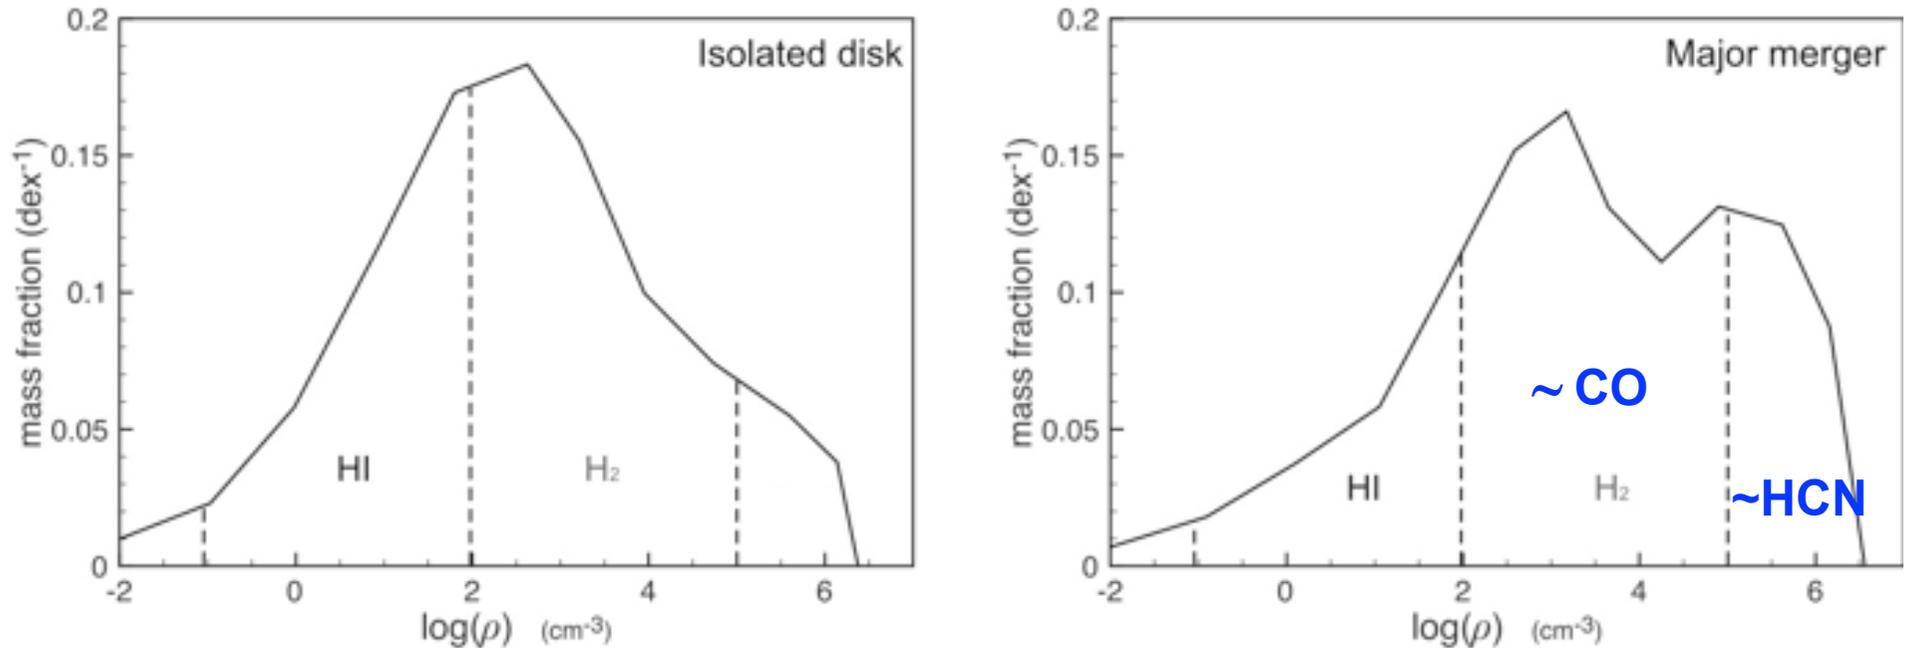 Isolated disk
mass fraction (dex⁻¹)
0.2
0.15
0.1
0.05
0
HI
H₂
-2 0 2 4 6
log(ρ) (cm⁻³)
Major merger
mass fraction (dex⁻¹)
0.2
0.15
0.1
0.05
0
~ CO
HI
H₂
~HCN
-2 0 2 4 6
log(ρ) (cm⁻³)